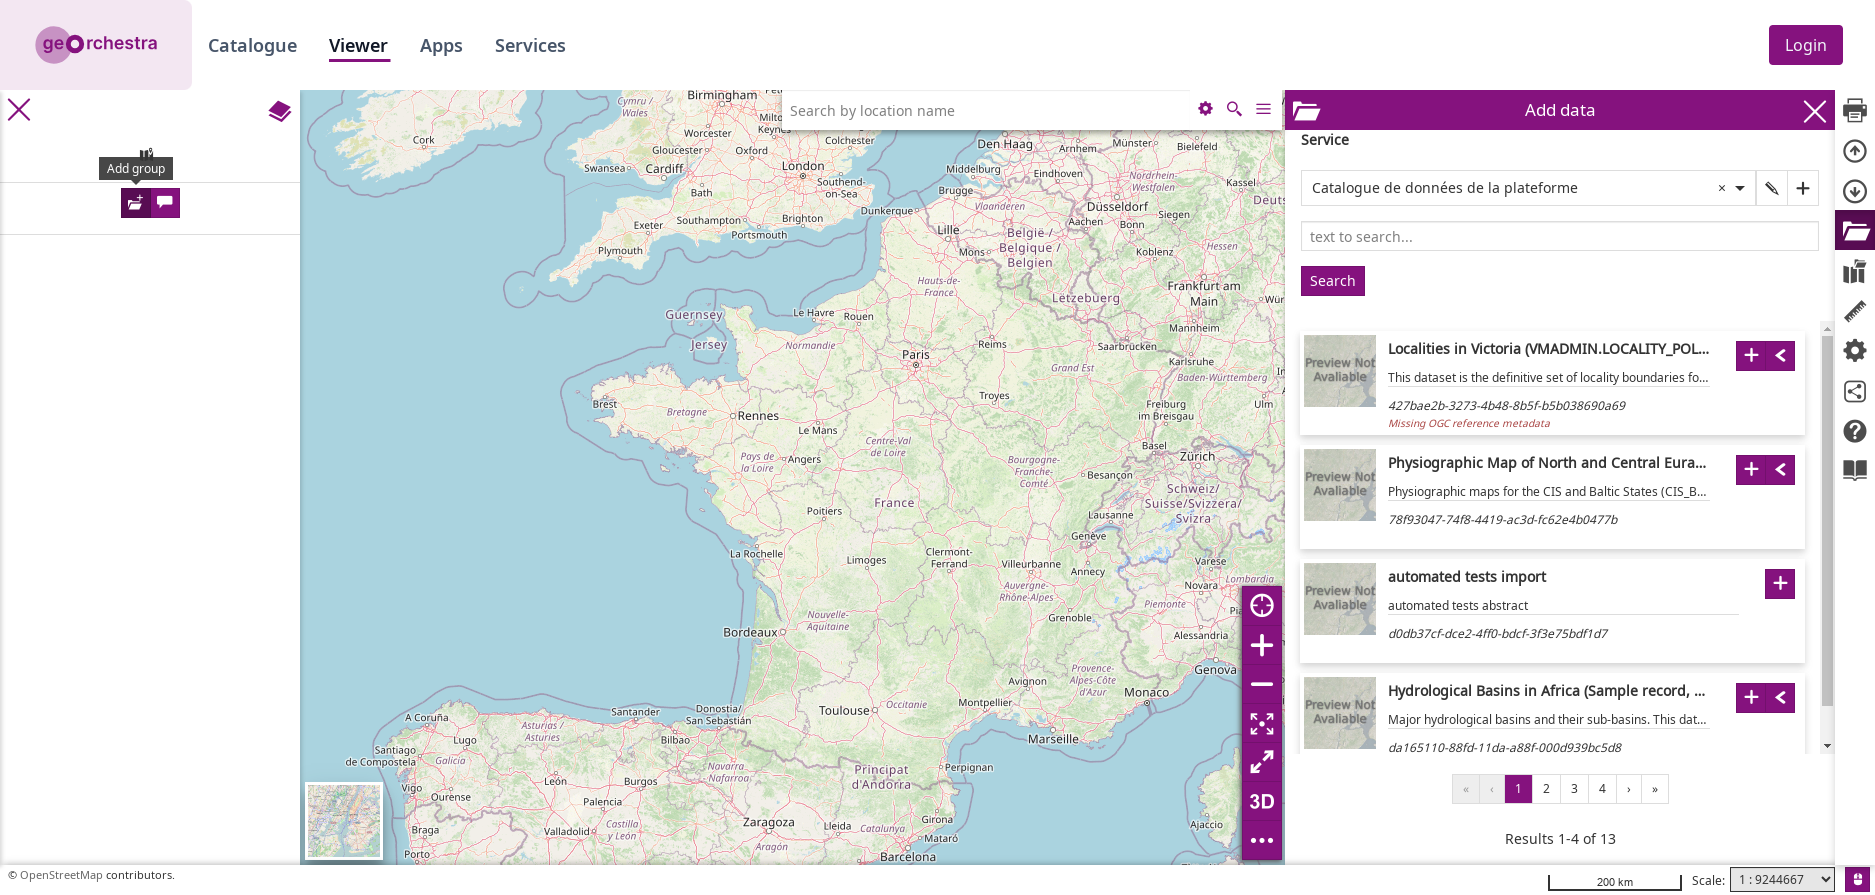 georchestra
Catalogue
Viewer
Apps
Services
Login
Add group
Search by location name
Birmingham
Cymru / Wales
Cork
Worcester
Milton Keynes
Colchester
Gloucester
Oxford
Swansea
Cardiff
London
Bath
Southend-on-Sea
Southampton
Brighton
Exeter
Portsmouth
Plymouth
Den Haag
Arnhem
Münster
Bielefeld
Middelburg
Eindhoven
Nordrhein-Westfalen
Kassel
Brugge
Vlaanderen
Düsseldorf
Siegen
Deuts
Aachen
Bonn
Lille
België / Belgique / Belgien
Mons
Koblenz
Hessen
Hauts-de-France
Lëtzebuerg
Frankfurt am Main
Guernsey
Le Havre
Rouen
Mannheim
Jersey
Normandie
Reims
Saarbrücken
Paris
Karlsruhe
Grand Est
Baden-Württemberg
Brest
Bretagne
Rennes
Troyes
Freiburg im Breisgau
Ulm
Le Mans
Centre-Val de Loire
Basel
Zürich
Pays de la Loire
Angers
Bourgogne-Franche-Comté
Besançon
Schweiz/Suisse/Svizzera/Svizra
France
Poitiers
Lausanne
La Rochelle
Genève
Limoges
Clermont-Ferrand
Villeurbanne
Annecy
Varese
Lombardia
Auvergne-Rhône-Alpes
Novara
Piemonte
Nouvelle-Aquitaine
Grenoble
Bordeaux
Alessandria
Genova
Provence-Alpes-Côte d'Azur
Avignon
Monaco
Toulouse
Occitanie
Montpellier
Marseille
A Coruña
Santander
Donostia/San Sebastián
Asturias / Asturies
Lugo
Bilbao
Santiago de Compostela
Galicia
León
Burgos
Navarra - Nafarroa
Principat d'Andorra
Perpignan
Vigo
Ourense
Palencia
Girona
Braga
Valladolid
Castilla y León
Zaragoza
Lleida
Catalunya
Mataró
Porto
Aragón
Barcelona
Ajaccio
3D
Add data
Service
Catalogue de données de la plateforme
text to search...
Search
Preview Not Avaliable
Localities in Victoria (VMADMIN.LOCALITY_POL...
This dataset is the definitive set of locality boundaries fo...
427bae2b-3273-4b48-8b5f-b5b038690a69
Missing OGC reference metadata
Preview Not Avaliable
Physiographic Map of North and Central Eura...
Physiographic maps for the CIS and Baltic States (CIS_B...
78f93047-74f8-4419-ac3d-fc62e4b0477b
Preview Not Avaliable
automated tests import
automated tests abstract
d0db37cf-dce2-4ff0-bdcf-3f3e75bdf1d7
Preview Not Avaliable
Hydrological Basins in Africa (Sample record, ...
Major hydrological basins and their sub-basins. This dat...
da165110-88fd-11da-a88f-000d939bc5d8
« ‹ 1 2 3 4 › »
Results 1-4 of 13
© OpenStreetMap contributors.
200 km
Scale: 1 : 9244667